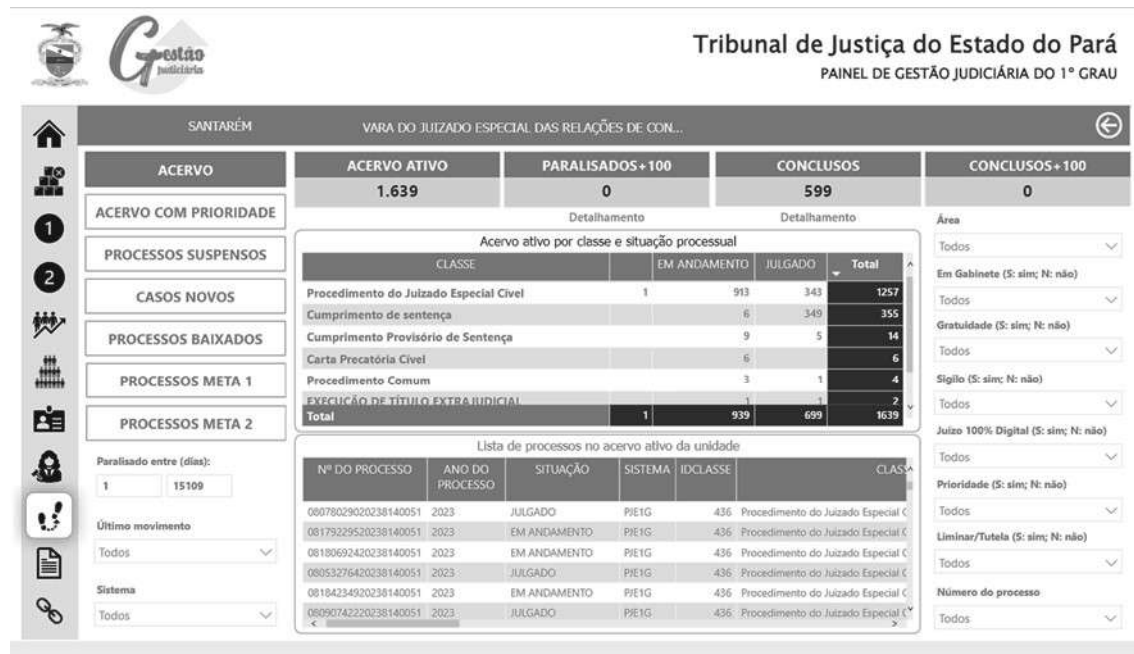 Gestão
Judiciária
Tribunal de Justiça do Estado do Pará
PAINEL DE GESTÃO JUDICIÁRIA DO 1º GRAU
SANTARÉM
VARA DO JUIZADO ESPECIAL DAS RELAÇÕES DE CON...
ACERVO
ACERVO COM PRIORIDADE
PROCESSOS SUSPENSOS
CASOS NOVOS
PROCESSOS BAIXADOS
PROCESSOS META 1
PROCESSOS META 2
Paralisado entre (dias):
1 15109
Último movimento
Todos
Sistema
Todos
1
2
ACERVO ATIVO PARALISADOS+100 CONCLUSOS CONCLUSOS+100
1.639 0 599 0
Detalhamento Detalhamento
Acervo ativo por classe e situação processual
CLASSE EM ANDAMENTO JULGADO Total
Procedimento do Juizado Especial Cível 1 913 343 1257
Cumprimento de sentença 6 349 355
Cumprimento Provisório de Sentença 9 5 14
Carta Precatória Cível 6 6
Procedimento Comum 3 1 4
EXECUÇÃO DE TÍTULO EXTRAJUDICIAL 1 1 2
Total 1 939 699 1639
Lista de processos no acervo ativo da unidade
Nº DO PROCESSO ANO DO PROCESSO SITUAÇÃO SISTEMA IDCLASSE CLASS
08078029020238140051 2023 JULGADO PJE1G 436 Procedimento do Juizado Especial C
08179229520238140051 2023 EM ANDAMENTO PJE1G 436 Procedimento do Juizado Especial C
08180692420238140051 2023 EM ANDAMENTO PJE1G 436 Procedimento do Juizado Especial C
08053276420238140051 2023 JULGADO PJE1G 436 Procedimento do Juizado Especial C
08184234920238140051 2023 EM ANDAMENTO PJE1G 436 Procedimento do Juizado Especial C
08090742220238140051 2023 JULGADO PJE1G 436 Procedimento do Juizado Especial C
Área
Todos
Em Gabinete (S: sim; N: não)
Todos
Gratuidade (S: sim; N: não)
Todos
Sigilo (S: sim; N: não)
Todos
Juízo 100% Digital (S: sim; N: não)
Todos
Prioridade (S: sim; N: não)
Todos
Liminar/Tutela (S: sim; N: não)
Todos
Número do processo
Todos